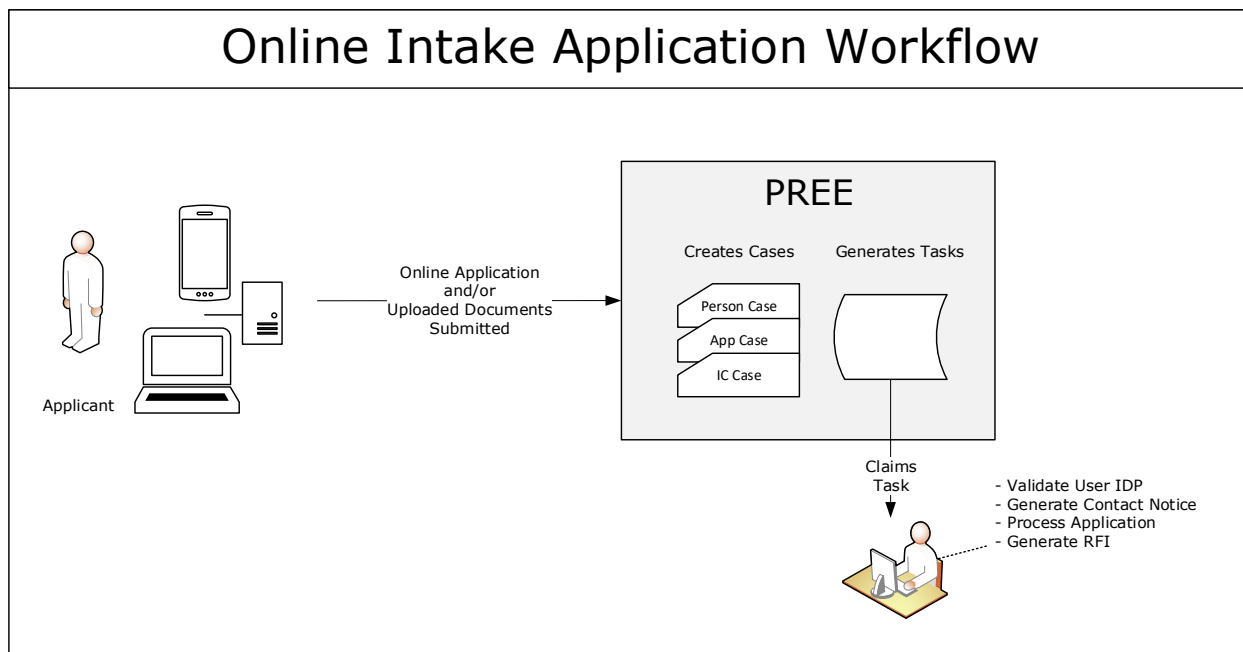 Online Intake Application Workflow
Applicant
Online Application
and/or
Uploaded Documents
Submitted
PREE
Creates Cases
Person Case
App Case
IC Case
Generates Tasks
Claims
Task
- Validate User IDP
- Generate Contact Notice
- Process Application
- Generate RFI